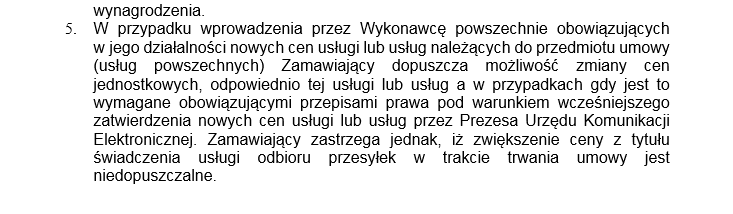 wynagrodzenia.
5. W przypadku wprowadzenia przez Wykonawcę powszechnie obowiązujących
w jego działalności nowych cen usługi lub usług należących do przedmiotu umowy
(usług powszechnych) Zamawiający dopuszcza możliwość zmiany cen
jednostkowych, odpowiednio tej usługi lub usług a w przypadkach gdy jest to
wymagane obowiązującymi przepisami prawa pod warunkiem wcześniejszego
zatwierdzenia nowych cen usługi lub usług przez Prezesa Urzędu Komunikacji
Elektronicznej. Zamawiający zastrzega jednak, iż zwiększenie ceny z tytułu
świadczenia usługi odbioru przesyłek w trakcie trwania umowy jest
niedopuszczalne.